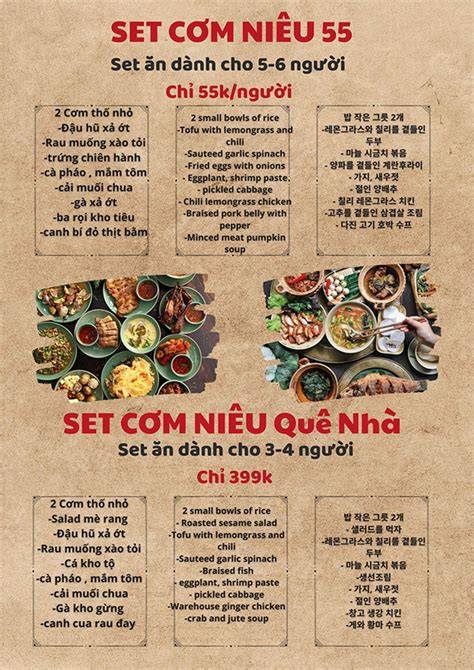 SET CƠM NIÊU 55
Set ăn dành cho 5-6 người
Chỉ 55k/người
2 Cơm thố nhỏ
-Đậu hũ xả ớt
-Rau muống xào tỏi
-trứng chiên hành
-cà pháo , mắm tôm
-cải muối chua
-gà xả ớt
-ba rọi kho tiêu
-canh bí đỏ thịt bằm
2 small bowls of rice
-Tofu with lemongrass and
chili
-Sauteed garlic spinach
-Fried eggs with onions
- Eggplant, shrimp paste,
- pickled cabbage
- Chili lemongrass chicken
-Braised pork belly with
pepper
-Minced meat pumpkin
soup
밥 작은 그릇 2개
-레몬그라스와 칠리를 곁들인
두부
- 마늘 시금치 볶음
- 양파를 곁들인 계란후라이
- 가지, 새우젓
- 절인 양배추
- 칠리 레몬그라스 치킨
-고추를 곁들인 삼겹살 조림
- 다진 고기 호박 수프
SET CƠM NIÊU Quê Nhà
Set ăn dành cho 3-4 người
Chỉ 399k
2 Cơm thố nhỏ
-Salad mè rang
-Đậu hũ xả ớt
-Rau muống xào tỏi
-Cá kho tộ
-cà pháo , mắm tôm
-cải muối chua
-Gà kho gừng
-canh cua rau đay
2 small bowls of rice
- Roasted sesame salad
-Tofu with lemongrass and
chili
-Sauteed garlic spinach
-Braised fish
- eggplant, shrimp paste
- pickled cabbage
-Warehouse ginger chicken
-crab and jute soup
밥 작은 그릇 2개
- 샐러드를 먹자
-레몬그라스와 칠리를 곁들인
두부
- 마늘 시금치 볶음
-생선조림
- 가지, 새우젓
- 절인 양배추
-창고 생강 치킨
-게와 황마 수프